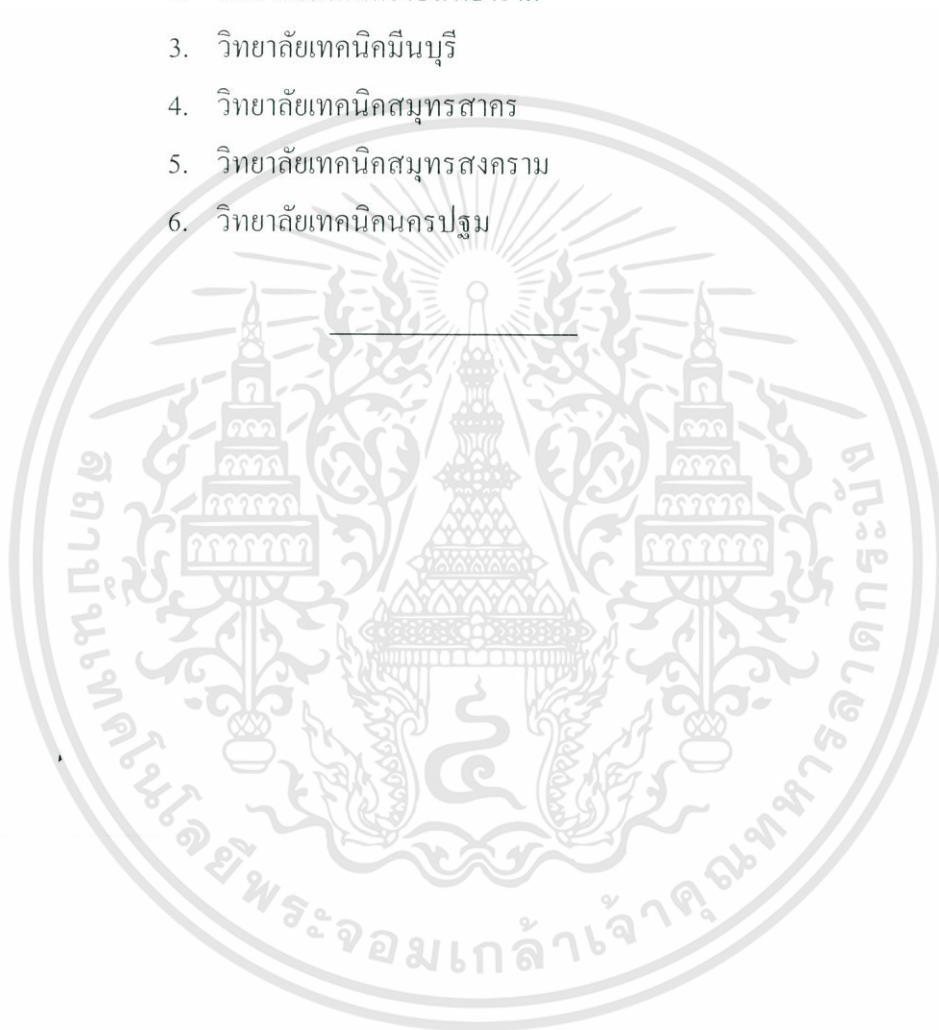 3. วิทยาลัยเทคนิคมีนบุรี
4. วิทยาลัยเทคนิคสมุทรสาคร
5. วิทยาลัยเทคนิคสมุทรสงคราม
6. วิทยาลัยเทคนิคนครปฐม
๔
สถาบันเทคโนโลยีพระจอมเกล้าเจ้าคุณทหารลาดกระบัง